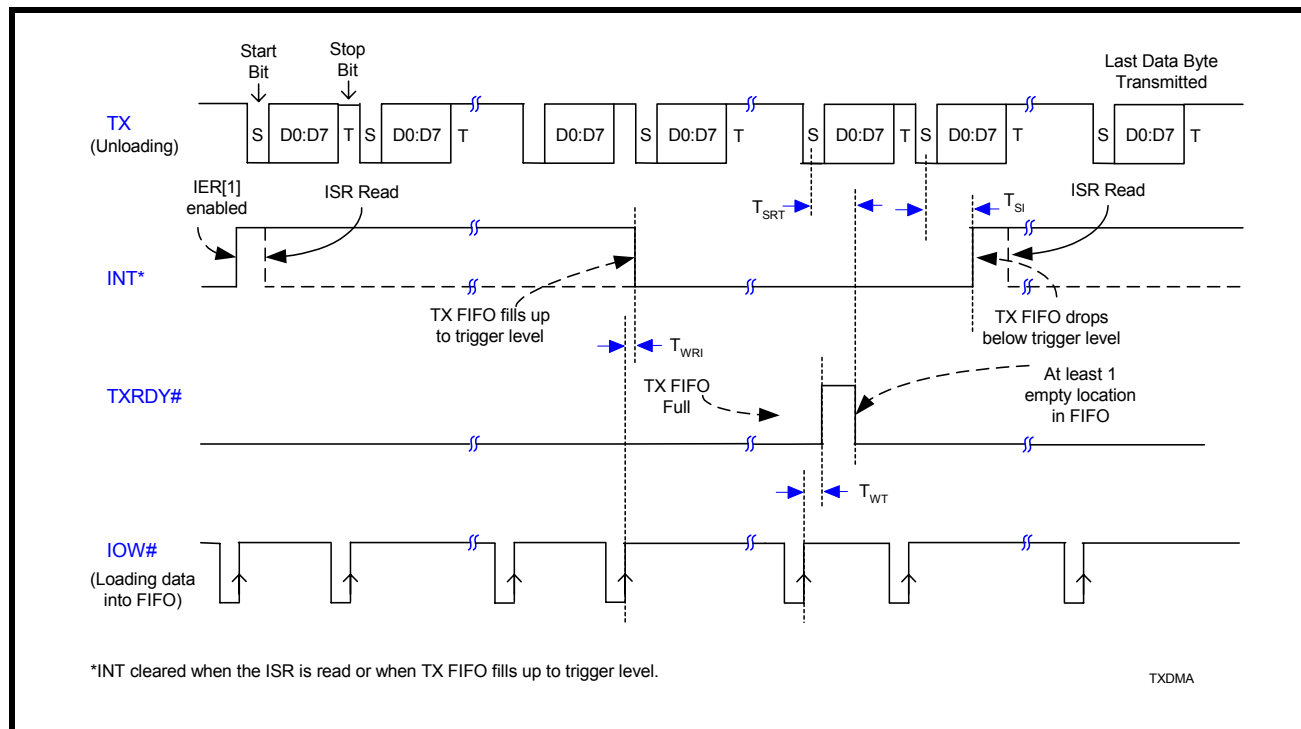 Start
Bit
Stop
Bit
Last Data Byte
Transmitted
TX
(Unloading)
S D0:D7 T S D0:D7 T D0:D7 S D0:D7 T S D0:D7 T S D0:D7 T D0:D7 T
IER[1]
enabled
ISR Read
TSRT
TSI
ISR Read
INT*
TX FIFO fills up
to trigger level
TX FIFO drops
below trigger level
TWRI
TXRDY#
TX FIFO
Full
At least 1
empty location
in FIFO
TWT
IOW#
(Loading data
into FIFO)
*INT cleared when the ISR is read or when TX FIFO fills up to trigger level.
TXDMA